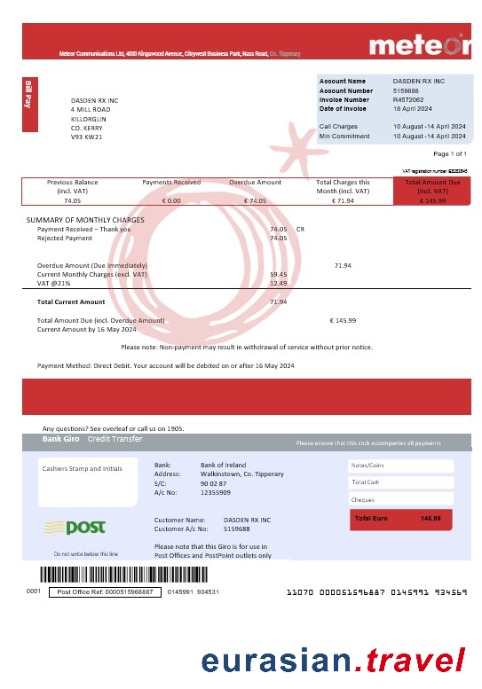 Meteor Communications Ltd, 4030 Kingswood Avenue, Citywest Business Park, Nass Road, Co. Tipperary
meteor
Bill Pay
DASDEN RX INC
4 MILL ROAD
KILLORGLIN
CO. KERRY
V93 KW21
Account Name DASDEN RX INC
Account Number 5159688
Invoice Number R45T2062
Date of Invoice 18 April 2024
Call Charges 10 August -14 April 2024
Min Commitment 10 August -14 April 2024
Page 1 of 1
VAT registration number
Previous Balance (incl. VAT) 74.05
Payments Received € 0.00
Overdue Amount € 74.05
Total Charges this Month (incl. VAT) € 71.94
Total Amount Due (incl. VAT) € 145.99
SUMMARY OF MONTHLY CHARGES
Payment Received – Thank you 74.05 CR
Rejected Payment 74.05
Overdue Amount (Due Immediately) 71.94
Current Monthly Charges (excl. VAT) 59.45
VAT @21% 12.49
Total Current Amount 71.94
Total Amount Due (incl. Overdue Amount) € 145.99
Current Amount by 16 May 2024
Please note: Non-payment may result in withdrawal of service without prior notice.
Payment Method: Direct Debit. Your account will be debited on or after 16 May 2024
Any questions? See overleaf or call us on 1905.
Bank Giro Credit Transfer
Please ensure that this club accompanies all payments
Cashiers Stamp and Initials
Bank: Bank of Ireland
Address: Walkinstown, Co. Tipperary
S/C: 90 02 87
A/c No: 12355909
Notes/Coins
Total Cash
Cheques
Total Euro 145.99
post
Customer Name: DASDEN RX INC
Customer A/c No: 5159688
Do not write below this line
Please note that this Giro is for use in
Post Offices and PostPoint outlets only
0001 Post Office Ref: 0000515968887 0145991 934531
11070 000051596887 0145991 934569
eurasian.travel